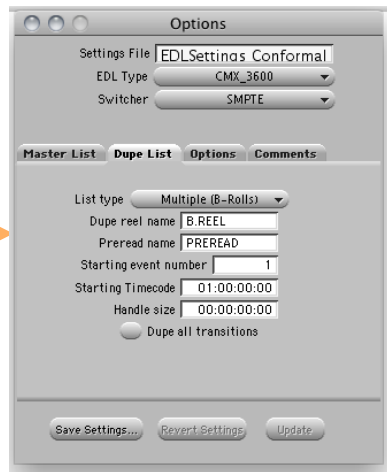 Options
Settings File EDLSettings Conformal
EDL Type CMX_3600
Switcher SMPTE
Master List Dupe List Options Comments
List type Multiple (B-Rolls)
Dupe reel name B.REEL
Preread name PREREAD
Starting event number 1
Starting Timecode 01:00:00:00
Handle size 00:00:00:00
Dupe all transitions
Save Settings... Revert Settings Update